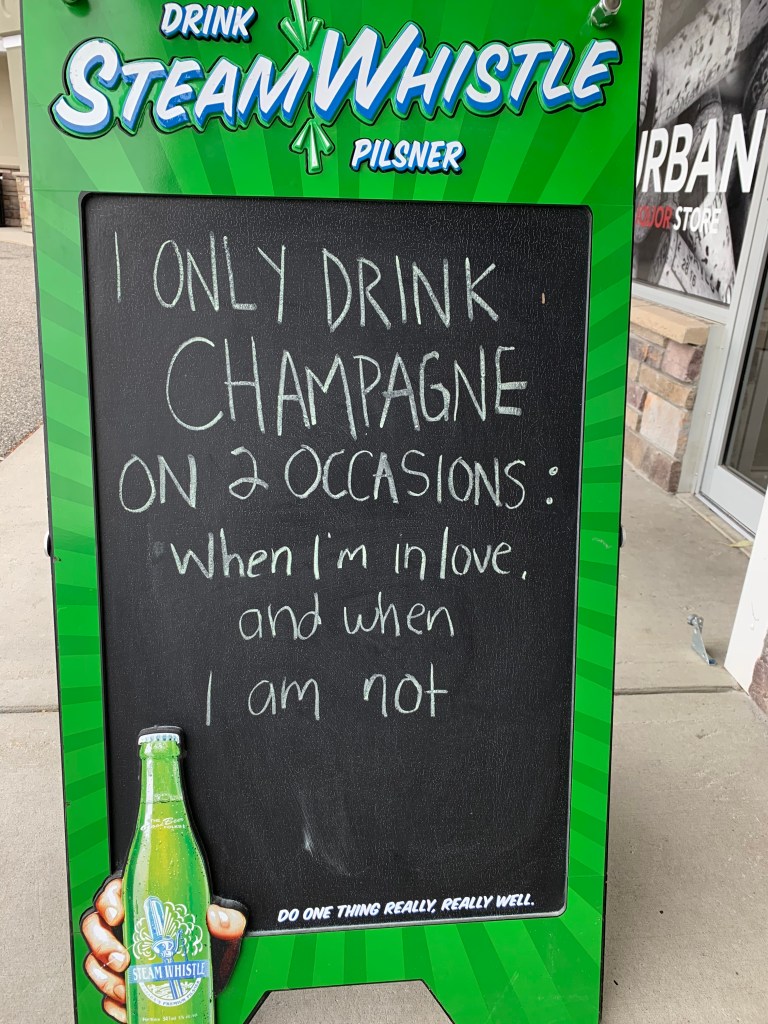 DRINK
STEAM WHISTLE
PILSNER
URBAN
LIQUOR STORE
I ONLY DRINK
CHAMPAGNE
ON 2 OCCASIONS:
When I'm in love,
and when
I am not
DO ONE THING REALLY, REALLY WELL.
STEAM WHISTLE